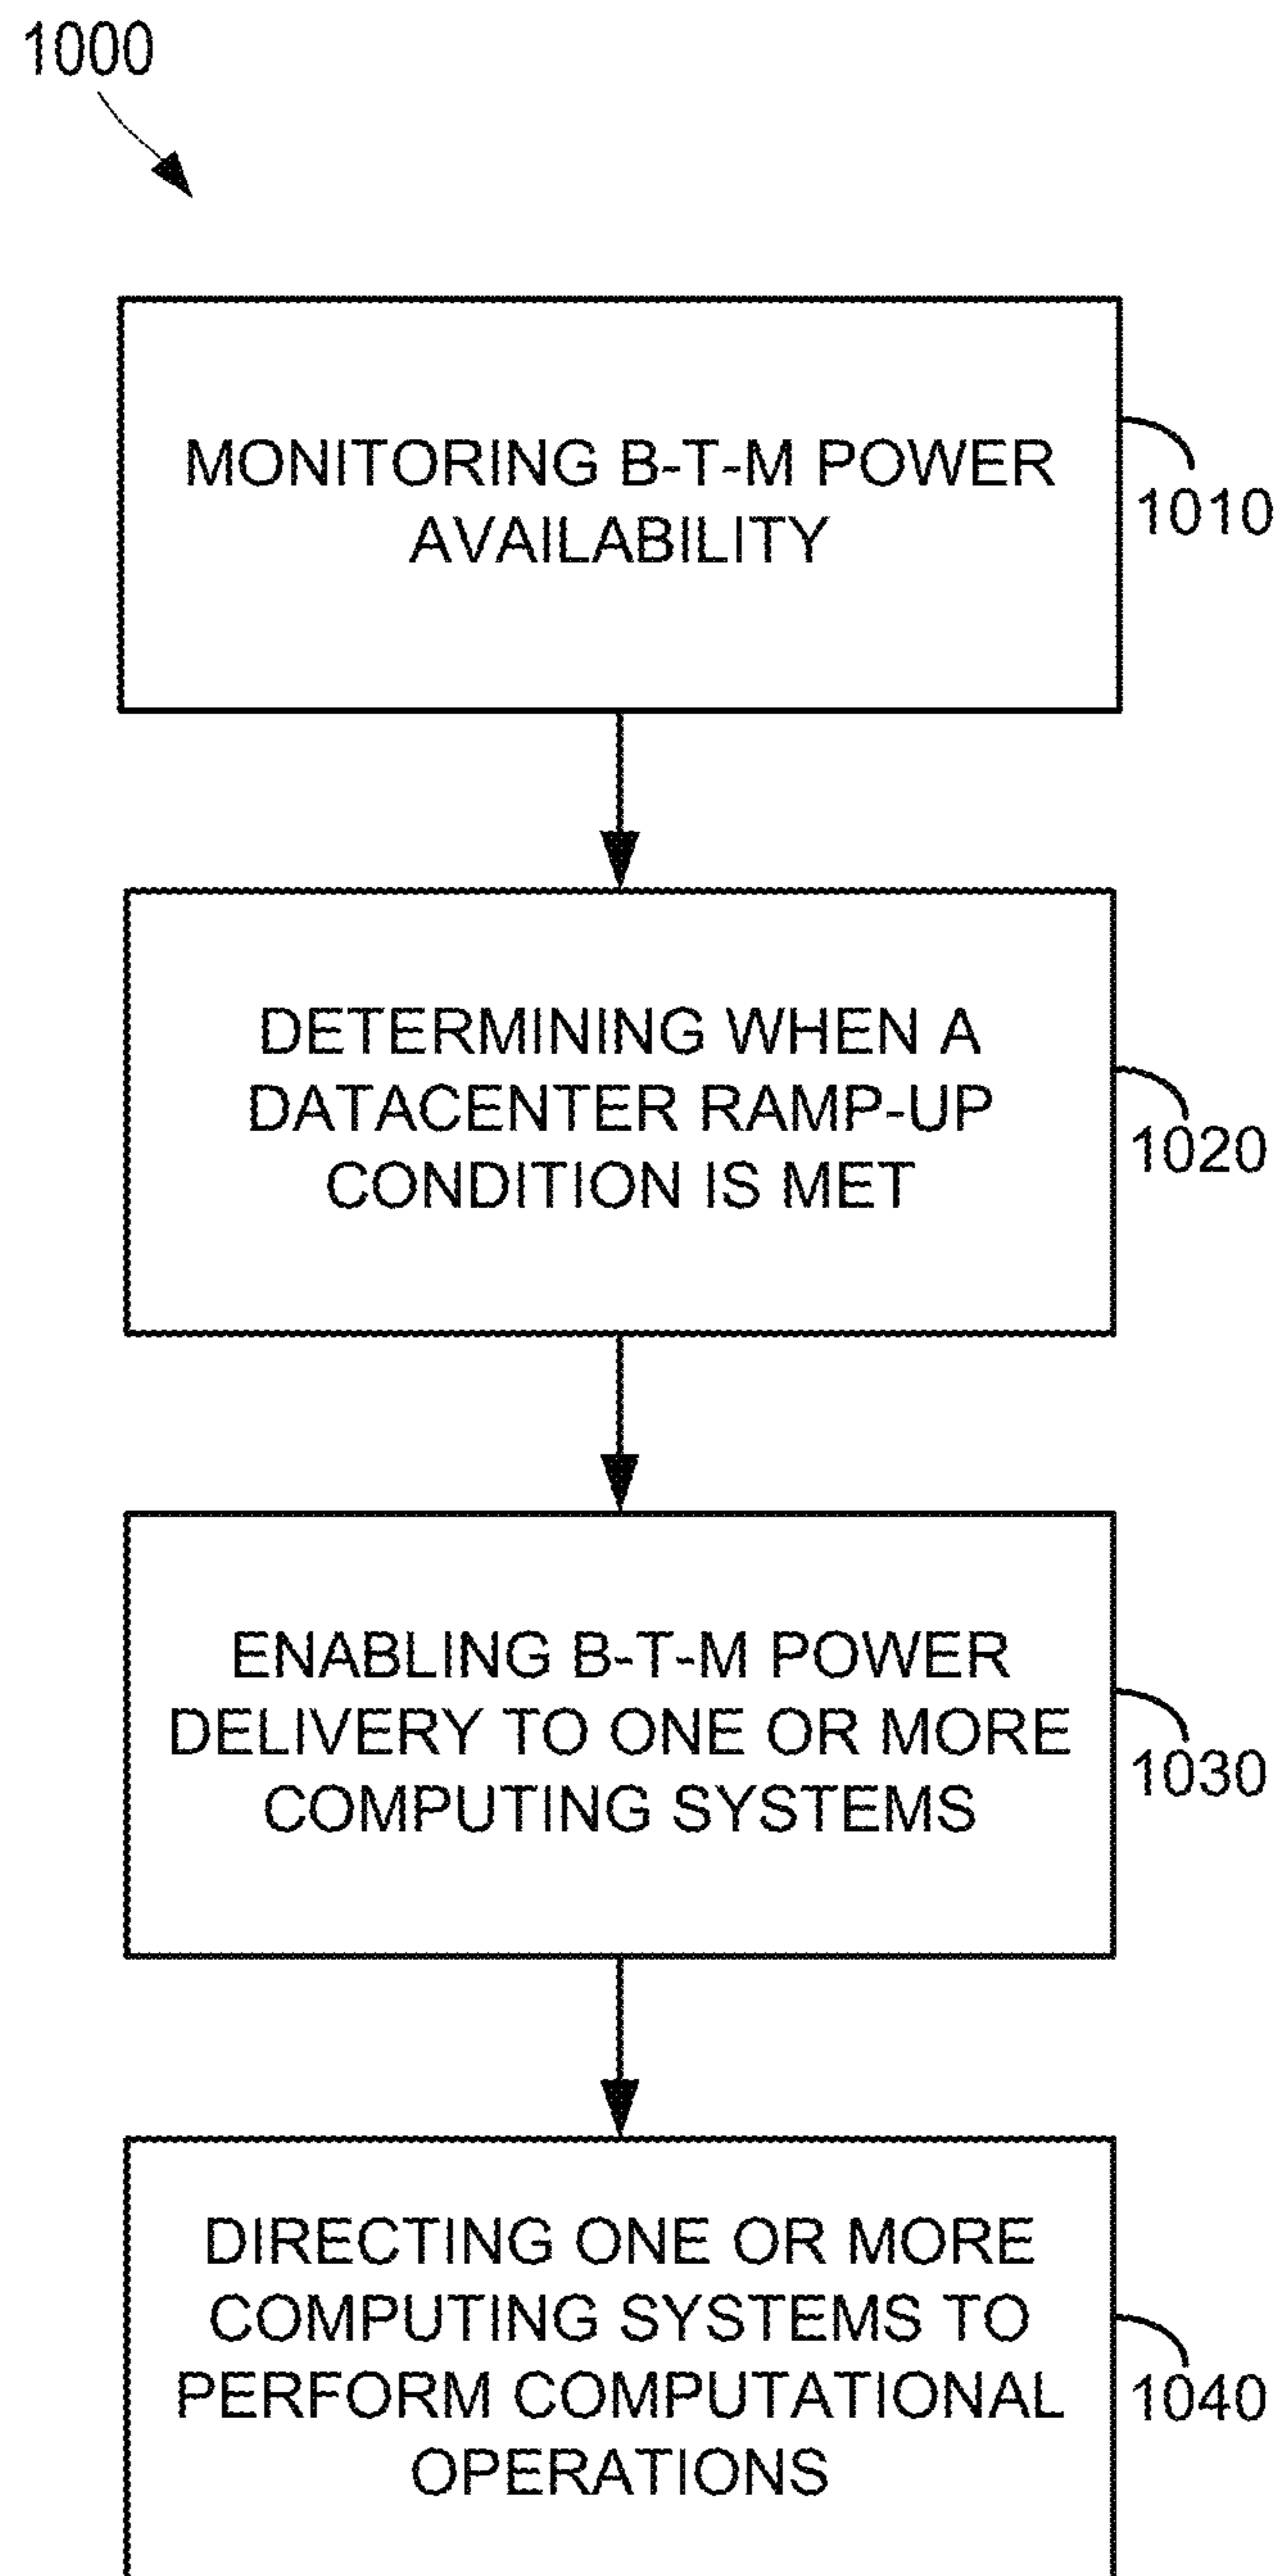 1000
MONITORING B-T-M POWER
AVAILABILITY
1010
DETERMINING WHEN A
DATACENTER RAMP-UP
CONDITION IS MET
1020
ENABLING B-T-M POWER
DELIVERY TO ONE OR MORE
COMPUTING SYSTEMS
1030
DIRECTING ONE OR MORE
COMPUTING SYSTEMS TO
PERFORM COMPUTATIONAL
OPERATIONS
1040